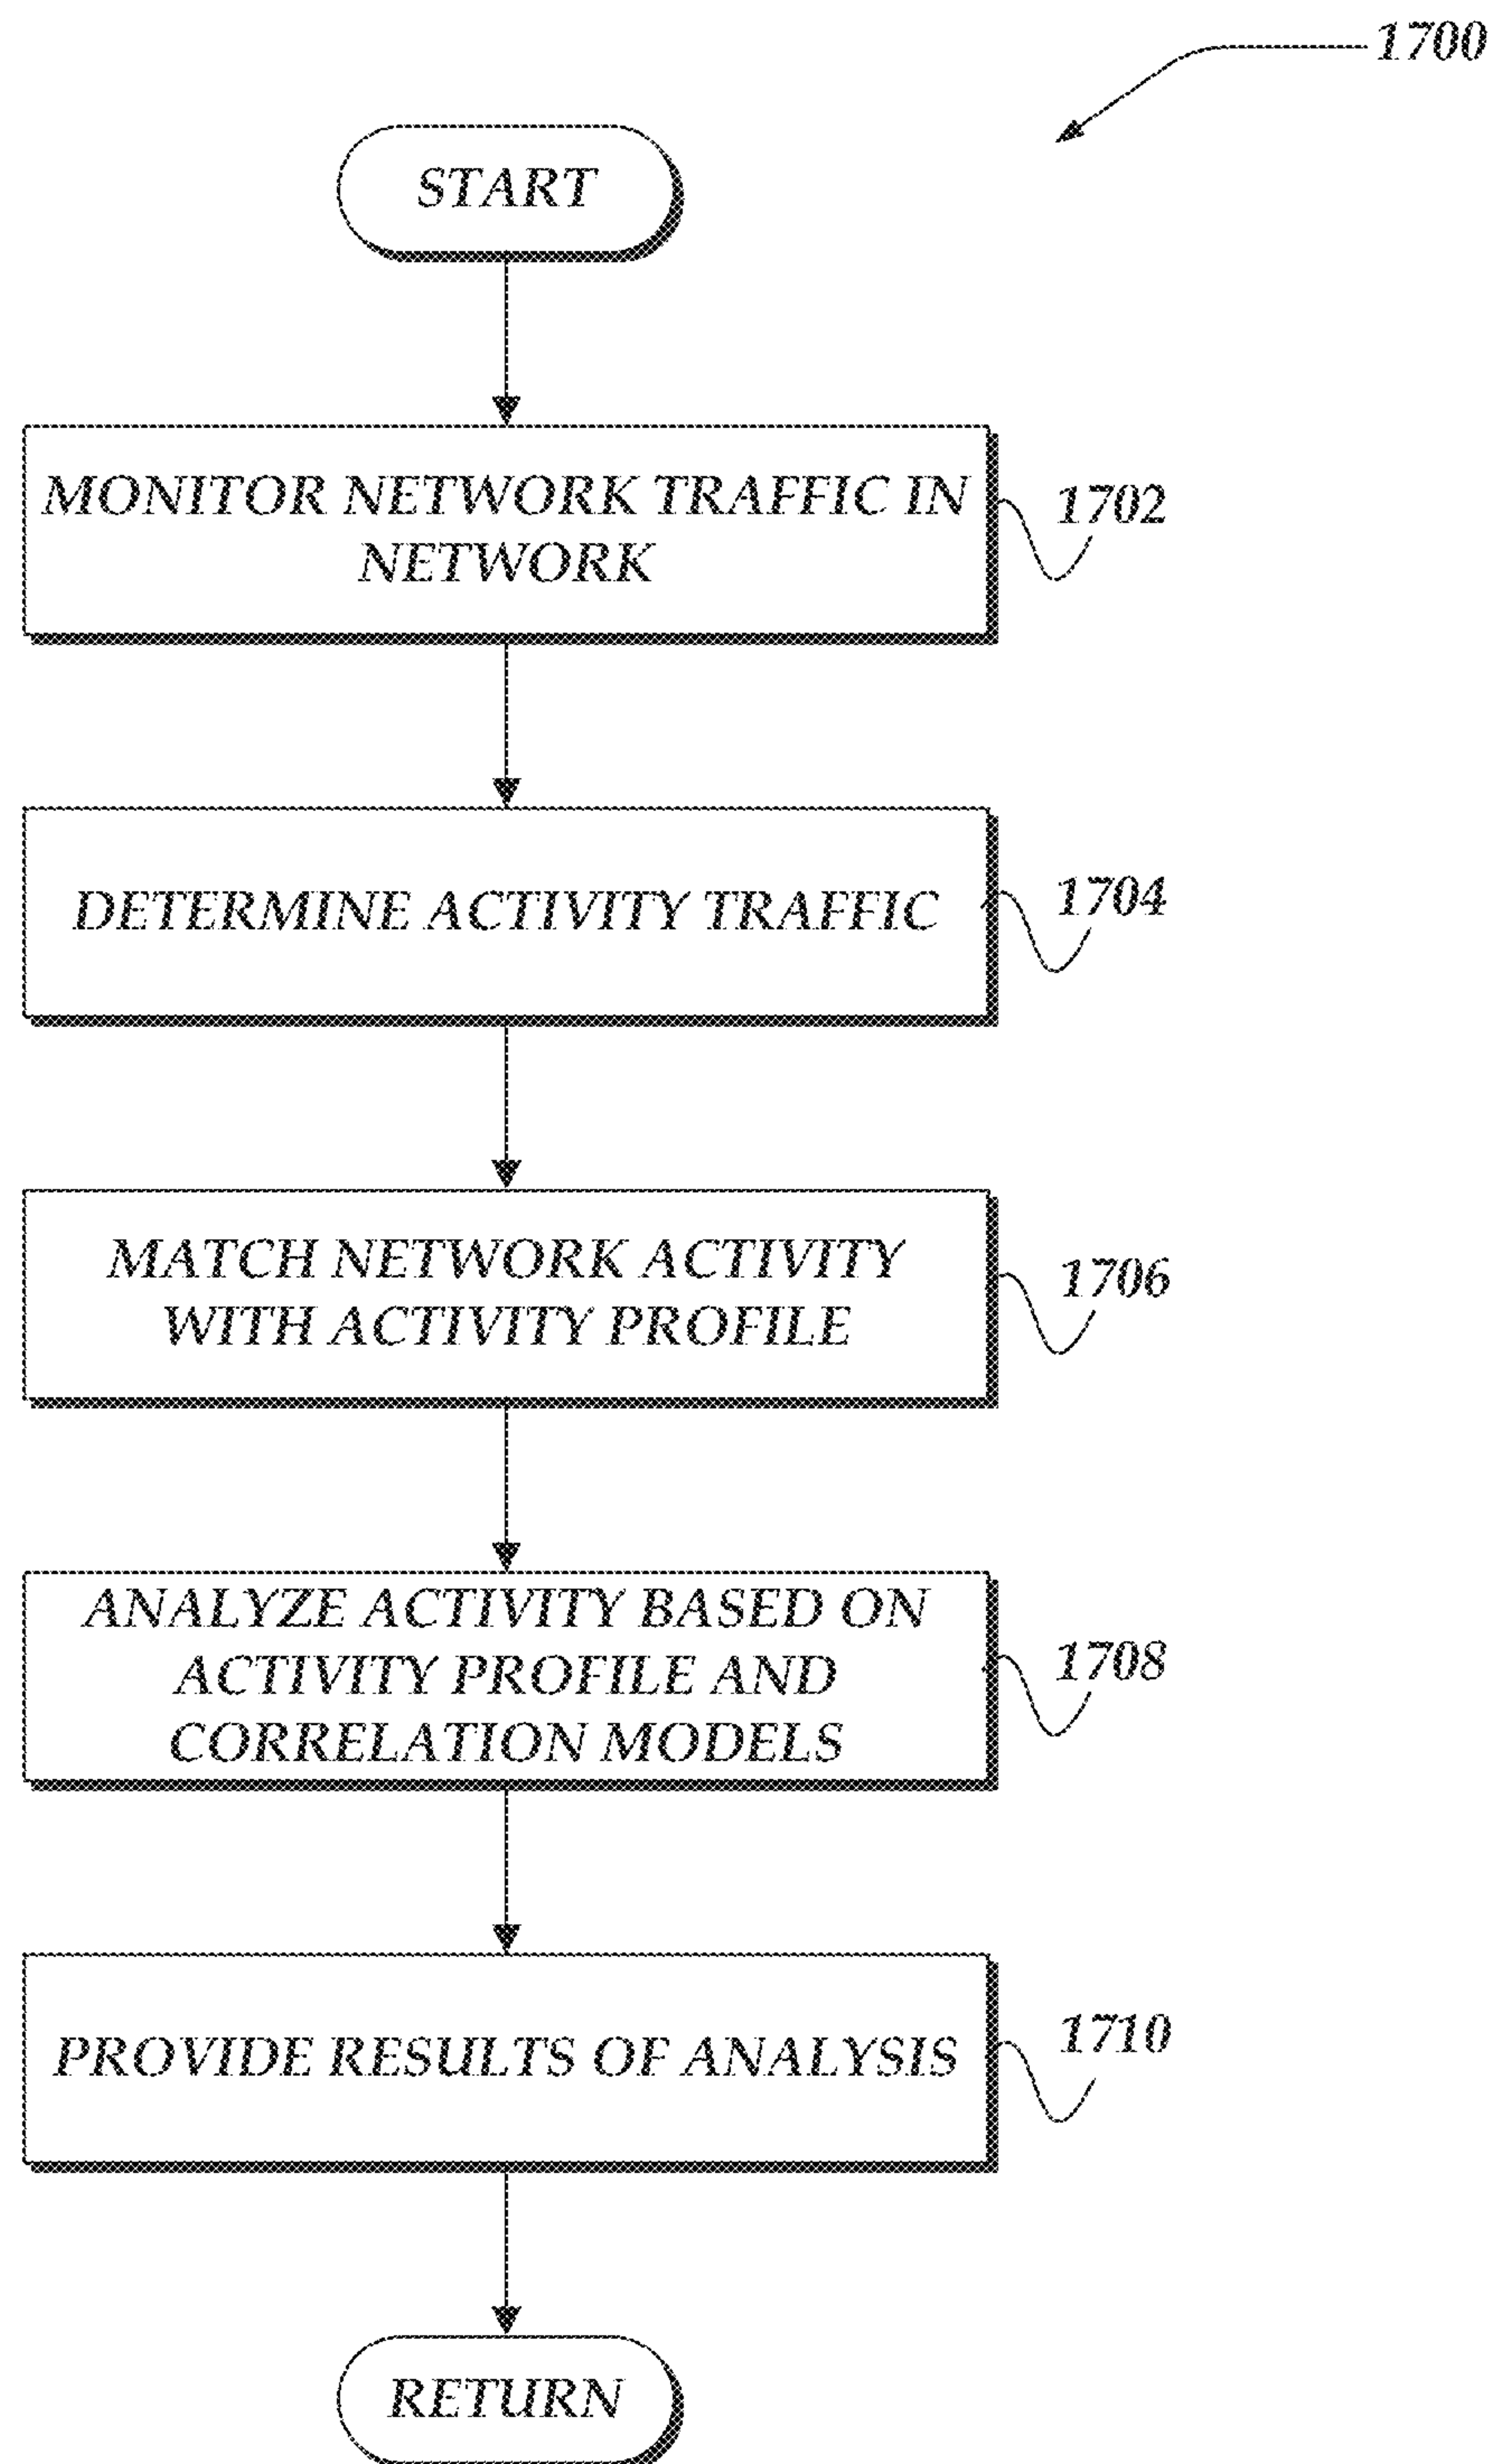 1700
START
MONITOR NETWORK TRAFFIC IN
NETWORK
1702
DETERMINE ACTIVITY TRAFFIC
1704
MATCH NETWORK ACTIVITY
WITH ACTIVITY PROFILE
1706
ANALYZE ACTIVITY BASED ON
ACTIVITY PROFILE AND
CORRELATION MODELS
1708
PROVIDE RESULTS OF ANALYSIS
1710
RETURN